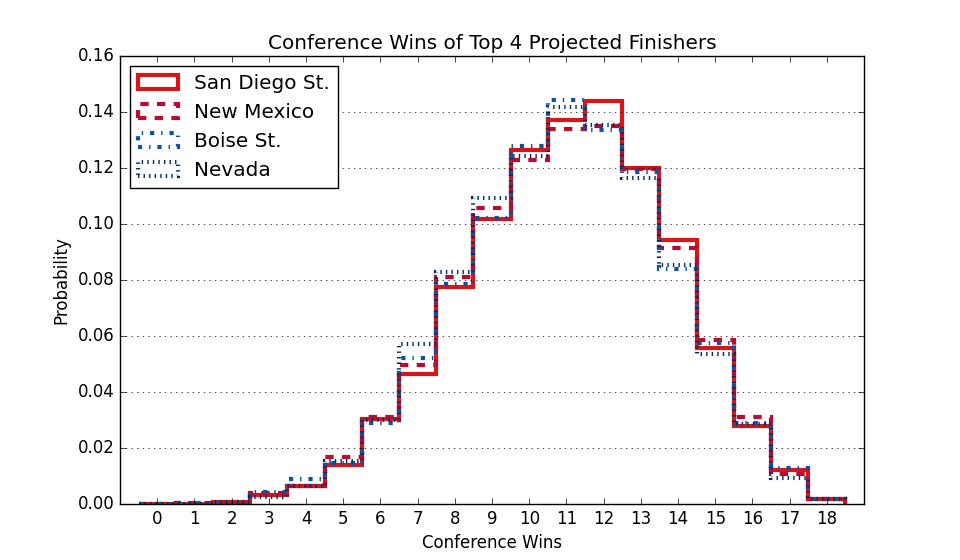 Conference Wins of Top 4 Projected Finishers
0.16
0.14
0.12
0.10
0.08
0.06
0.04
0.02
0.00
Probability
San Diego St.
New Mexico
Boise St.
Nevada
0 1 2 3 4 5 6 7 8 9 10 11 12 13 14 15 16 17 18
Conference Wins